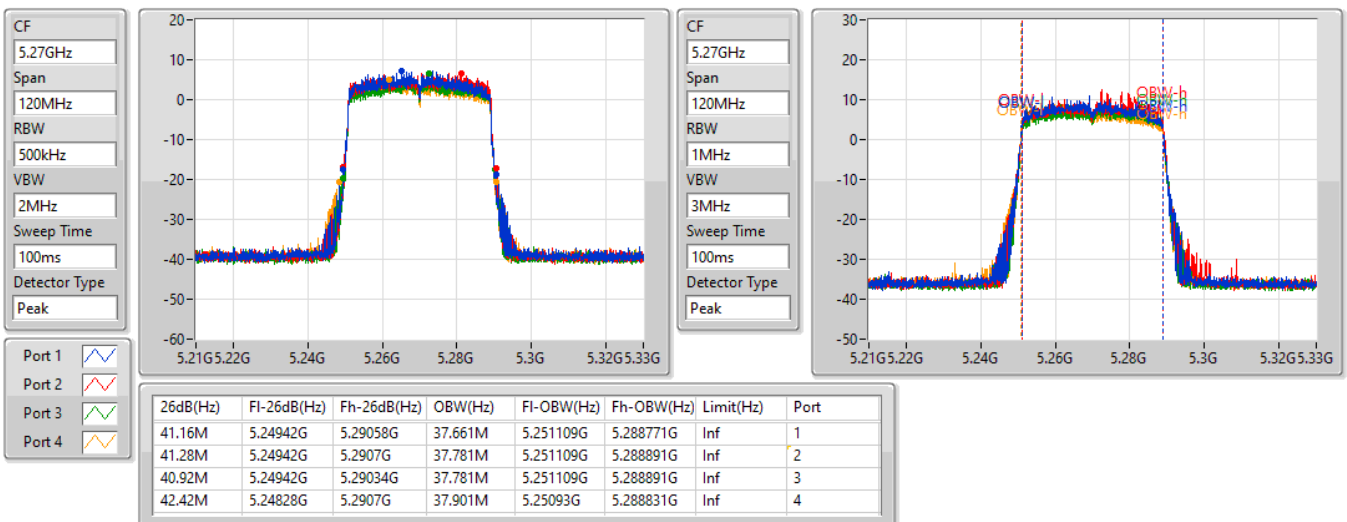 CF
5.27GHz
Span
120MHz
RBW
500kHz
VBW
2MHz
Sweep Time
100ms
Detector Type
Peak
20
10
0
-10
-20
-30
-40
-50
-60
5.21G 5.22G 5.24G 5.26G 5.28G 5.3G 5.32G 5.33G
CF
5.27GHz
Span
120MHz
RBW
1MHz
VBW
3MHz
Sweep Time
100ms
Detector Type
Peak
30
20
10
0
-10
-20
-30
-40
-50
OBW-h
OBW-h
5.21G 5.22G 5.24G 5.26G 5.28G 5.3G 5.32G 5.33G
Port 1
Port 2
Port 3
Port 4
26dB(Hz) Fl-26dB(Hz) Fh-26dB(Hz) OBW(Hz) Fl-OBW(Hz) Fh-OBW(Hz) Limit(Hz) Port
41.16M 5.24942G 5.29058G 37.661M 5.251109G 5.288771G Inf 1
41.28M 5.24942G 5.2907G 37.781M 5.251109G 5.288891G Inf 2
40.92M 5.24942G 5.29034G 37.781M 5.251109G 5.288891G Inf 3
42.42M 5.24828G 5.2907G 37.901M 5.25093G 5.288831G Inf 4